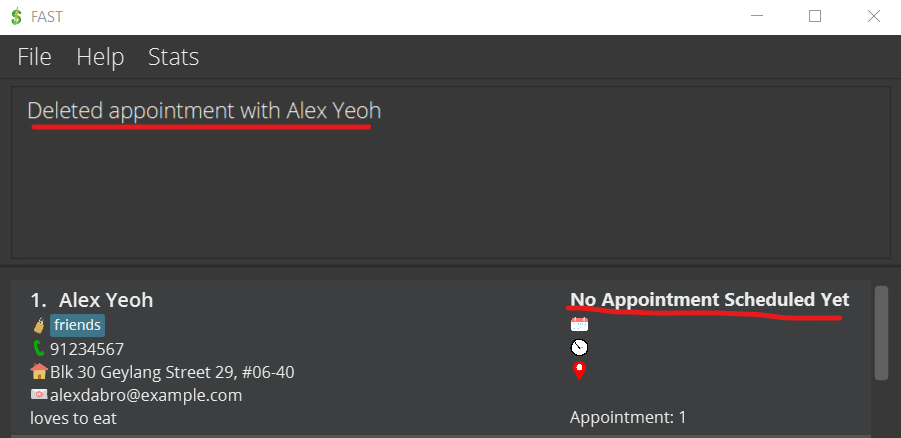 FAST
File Help Stats
Deleted appointment with Alex Yeoh
1. Alex Yeoh
No Appointment Scheduled Yet
friends
91234567
Blk 30 Geylang Street 29, #06-40
alexdabro@example.com
loves to eat
Appointment: 1